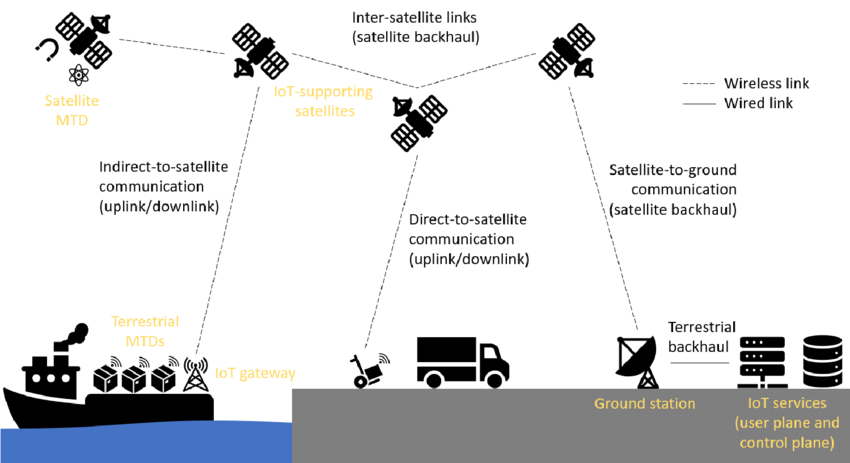 Inter-satellite links
(satellite backhaul)
Satellite
MTD
IoT-supporting
satellites
Wireless link
Wired link
Indirect-to-satellite
communication
(uplink/downlink)
Direct-to-satellite
communication
(uplink/downlink)
Satellite-to-ground
communication
(satellite backhaul)
Terrestrial
MTDs
IoT gateway
Terrestrial
backhaul
Ground station
IoT services
(user plane and
control plane)